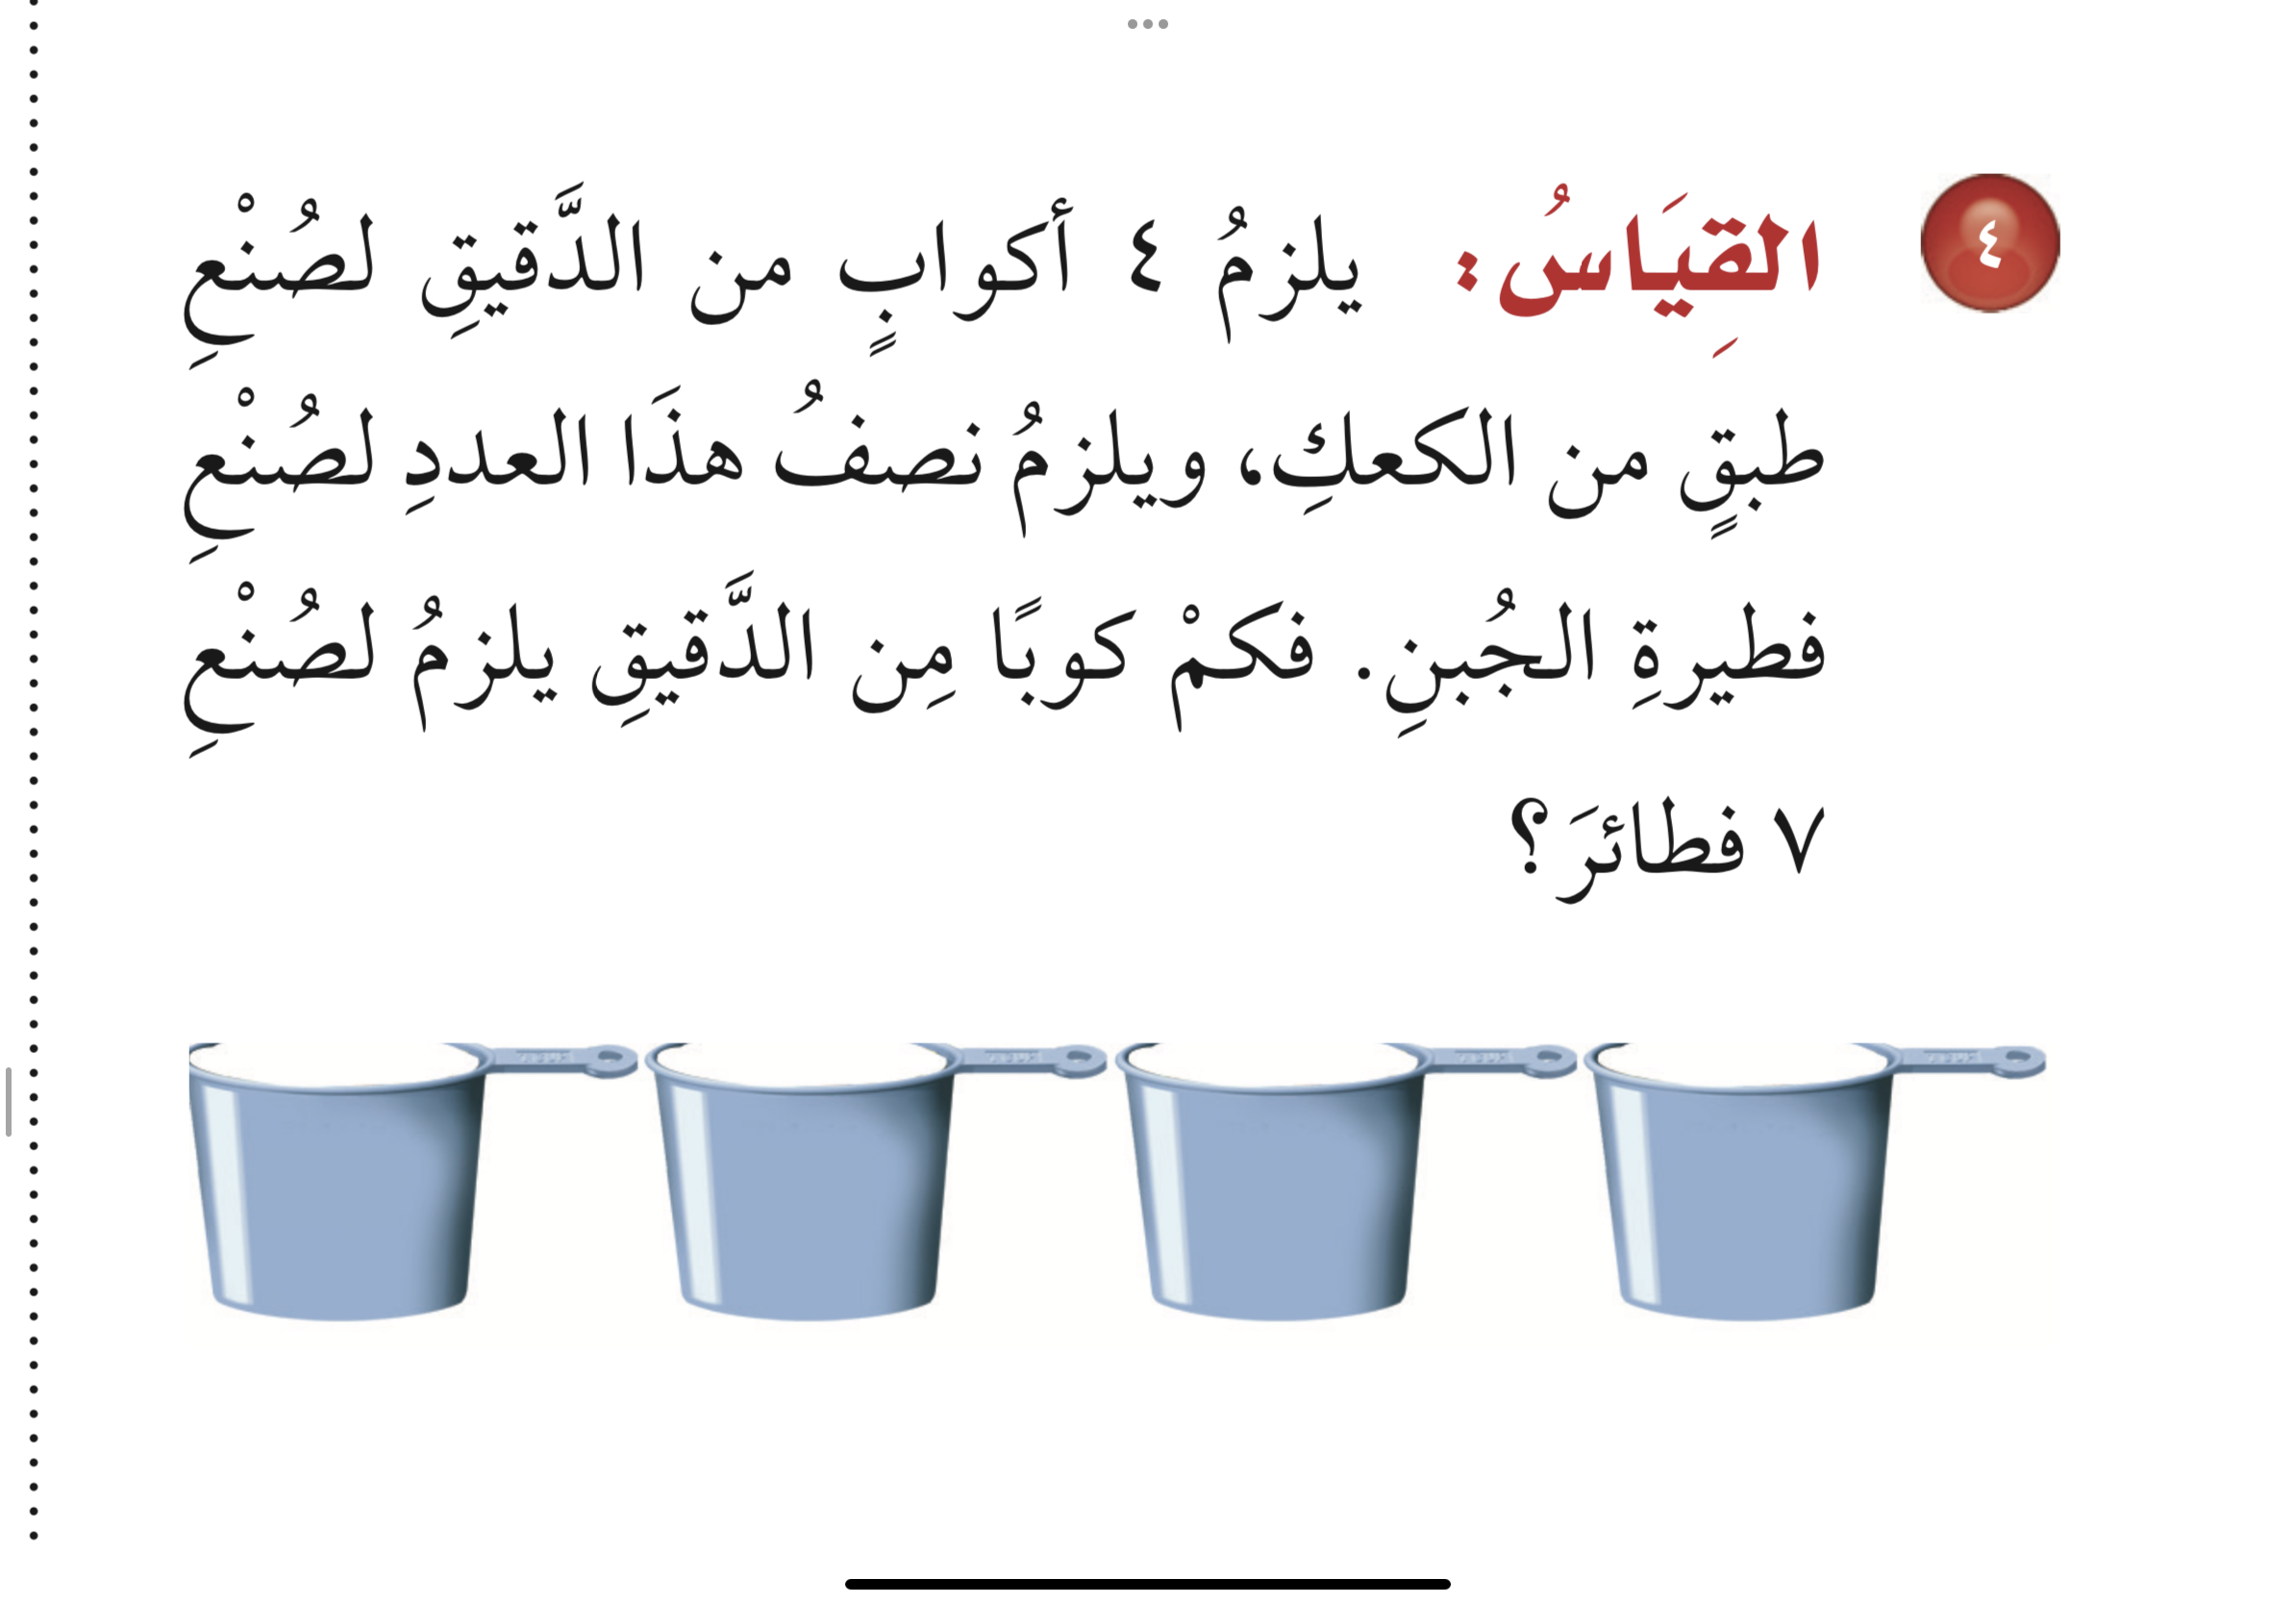 ٤ القِيَاسُ: يلزمُ ٤ أكوابٍ من الدَّقيقِ لصُنْعِ
طبقٍ من الكعكِ، ويلزمُ نصفُ هذَا العددِ لصُنْعِ
فطيرةِ الجُبنِ. فكمْ كوبًا مِن الدَّقيقِ يلزمُ لصُنْعِ
٧ فطائرَ؟